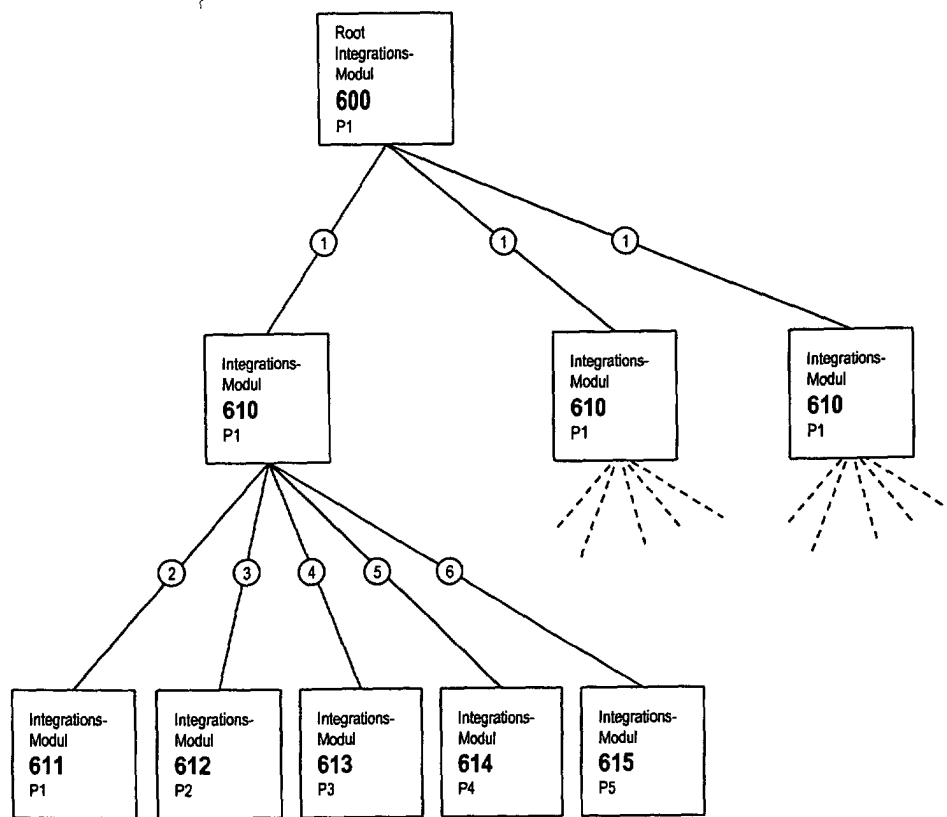 Root
Integrations-
Modul
600
P1
1
1
1
Integrations-
Modul
610
P1
Integrations-
Modul
610
P1
Integrations-
Modul
610
P1
2
3
4
5
6
Integrations-
Modul
611
P1
Integrations-
Modul
612
P2
Integrations-
Modul
613
P3
Integrations-
Modul
614
P4
Integrations-
Modul
615
P5